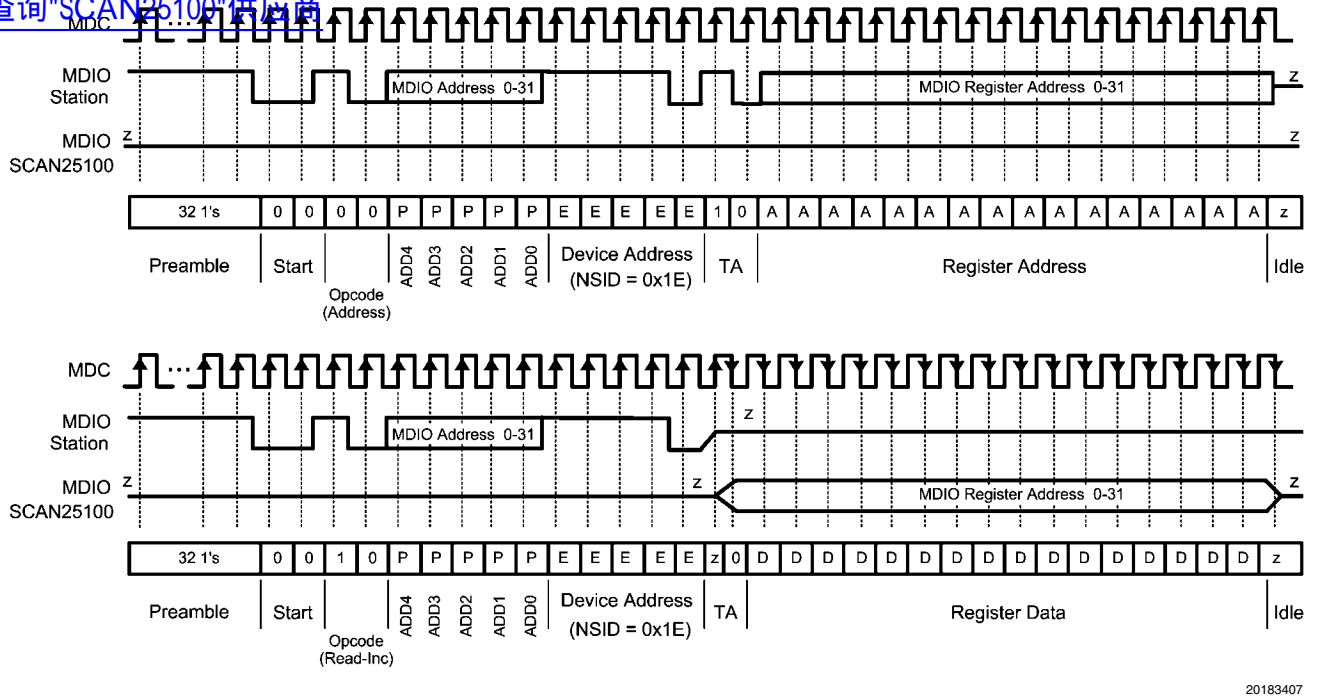 查询"SCAN25100"供应商
MDC
MDIO Station
MDIO Address 0-31
MDIO Register Address 0-31
z
MDIO SCAN25100
z
z
32 1's 0 0 0 0 P P P P P E E E E E 1 0 A A A A A A A A A A A A A A A A z
Preamble
Start
Opcode (Address)
ADD4 ADD3 ADD2 ADD1 ADD0
Device Address (NSID = 0x1E)
TA
Register Address
Idle
MDC
MDIO Station
MDIO Address 0-31
z
MDIO SCAN25100
z
z
MDIO Register Address 0-31
z
32 1's 0 0 1 0 P P P P P E E E E E z 0 D D D D D D D D D D D D D D D D z
Preamble
Start
Opcode (Read-Inc)
ADD4 ADD3 ADD2 ADD1 ADD0
Device Address (NSID = 0x1E)
TA
Register Data
Idle
20183407